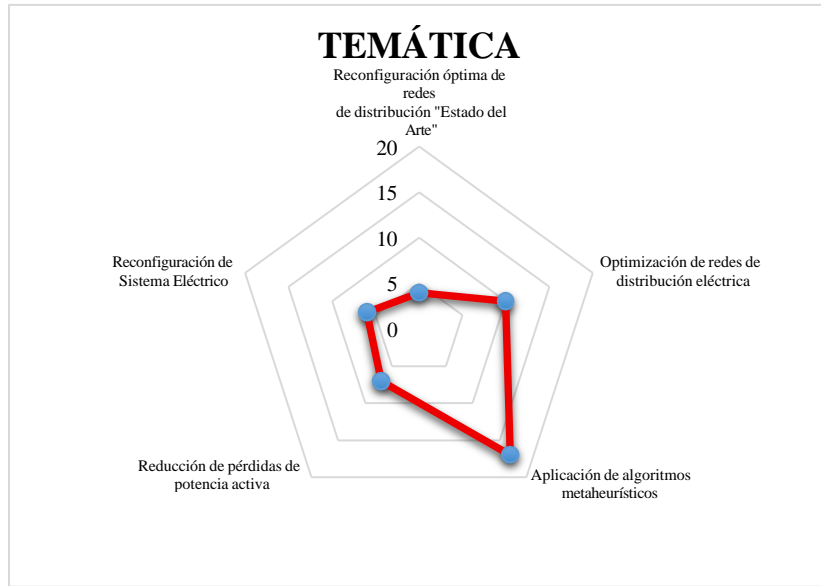 TEMÁTICA
Reconfiguración óptima de
redes
de distribución "Estado del
Arte"
20
15
10
5
0
Optimización de redes de
distribución eléctrica
Aplicación de algoritmos
metaheurísticos
Reducción de pérdidas de
potencia activa
Reconfiguración de
Sistema Eléctrico